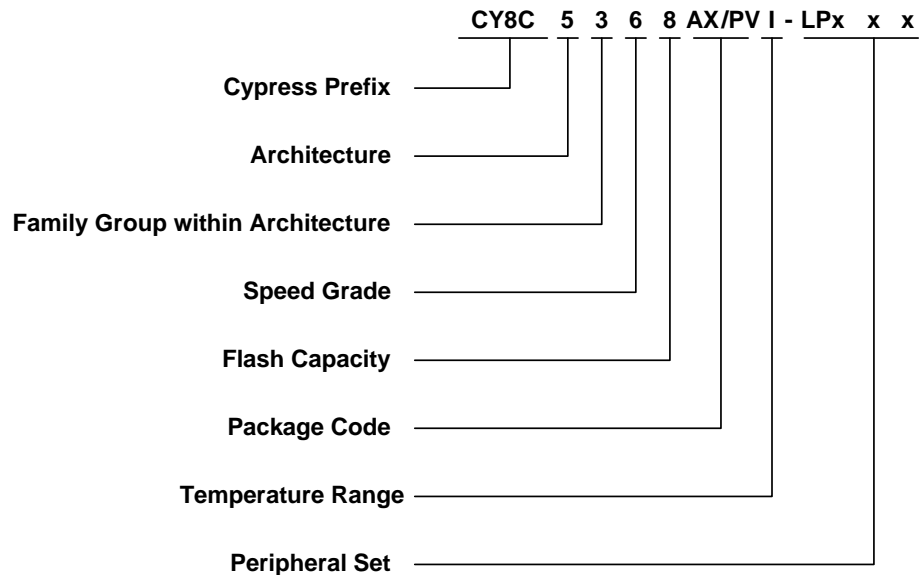 CY8C 5 3 6 8 AX/PV I - LPx x x
Cypress Prefix
Architecture
Family Group within Architecture
Speed Grade
Flash Capacity
Package Code
Temperature Range
Peripheral Set